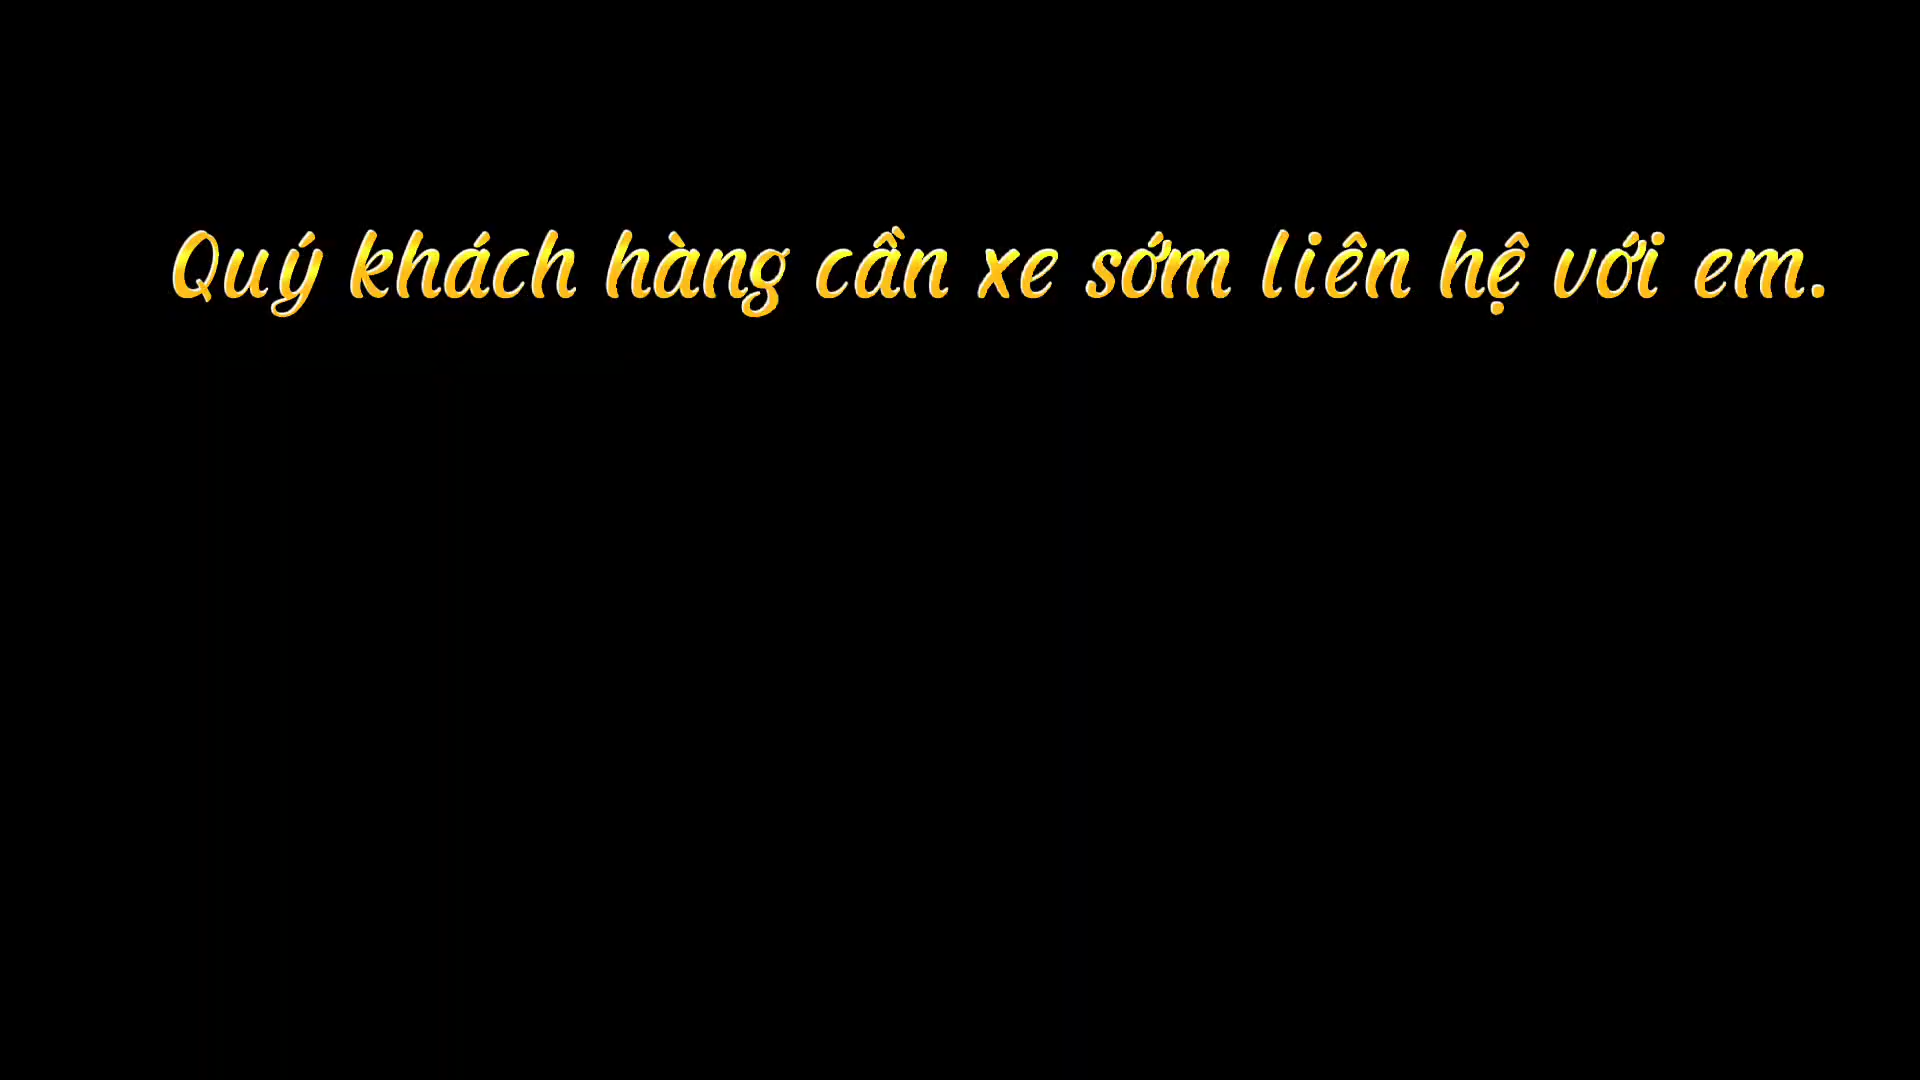 Quý khách hàng cần xe sớm liên hệ với em.